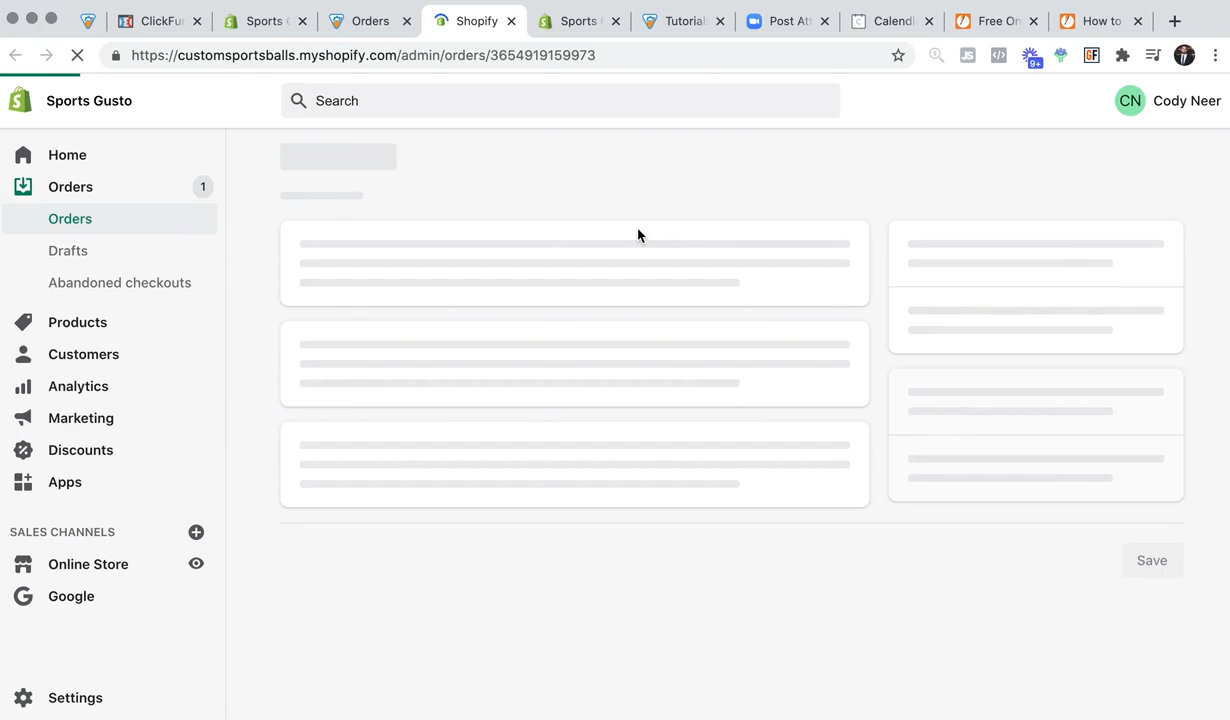 ClickFu
Sports
Orders
Shopify
Sports
Tutorial
Post At
Calend
Free On
How to
https://customsportsballs.myshopify.com/admin/orders/3654919159973
JS
9+
GF
Sports Gusto
Search
CN
Cody Neer
Home
Orders
1
Orders
Drafts
Abandoned checkouts
Products
Customers
Analytics
Marketing
Discounts
Apps
SALES CHANNELS
Online Store
Google
Settings
Save